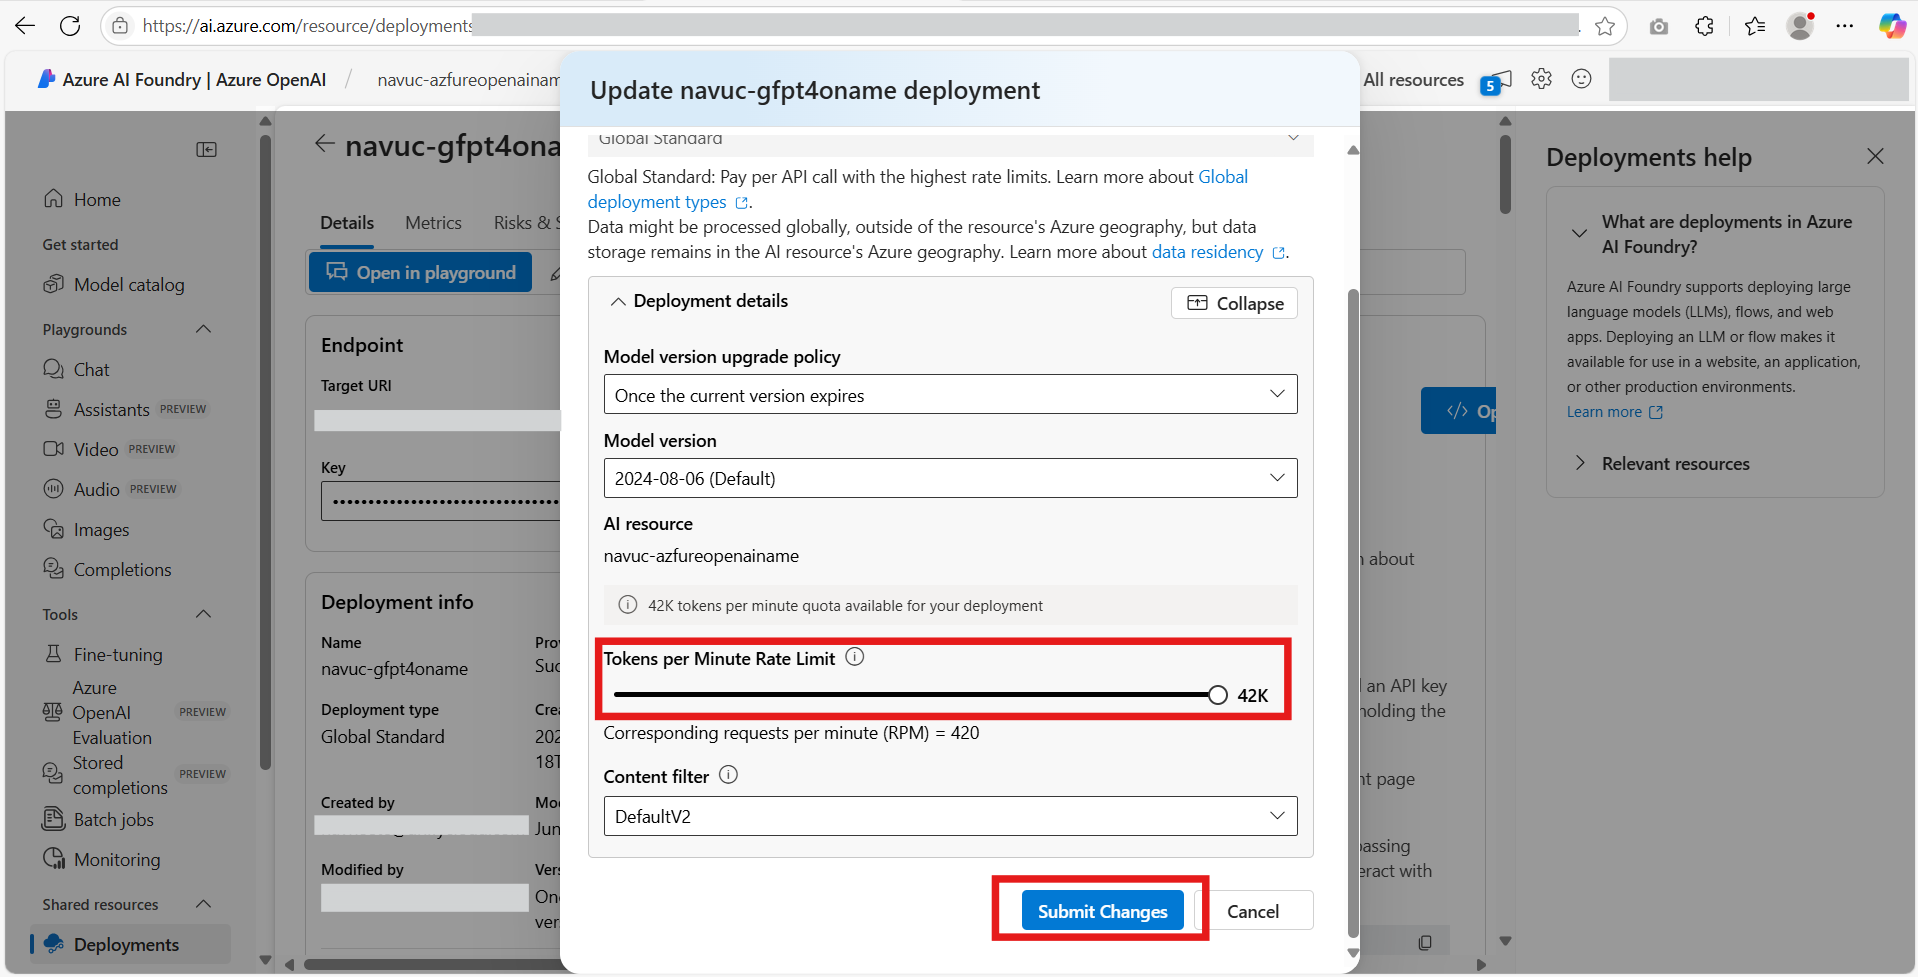 https://ai.azure.com/resource/deployments
Azure AI Foundry | Azure OpenAI / navuc-azfureopenainam
All resources
5
Home
Get started
Model catalog
Playgrounds
Chat
Assistants PREVIEW
Video PREVIEW
Audio PREVIEW
Images
Completions
Tools
Fine-tuning
Azure
OpenAI PREVIEW
Evaluation
Stored
completions PREVIEW
Batch jobs
Monitoring
Shared resources
Deployments
navuc-gfpt4ona
Details Metrics Risks & S
Open in playground
Endpoint
Target URI
Key
••••••••••••••••••••••••••••
Deployment info
Name
navuc-gfpt4oname
Prov
Suc
Deployment type
Global Standard
Crea
202
18T
Created by
Mo
Jun
Modified by
Vers
On
ver
Update navuc-gfpt4oname deployment
Global Standard
Global Standard: Pay per API call with the highest rate limits. Learn more about Global
deployment types .
Data might be processed globally, outside of the resource's Azure geography, but data
storage remains in the AI resource's Azure geography. Learn more about data residency .
Deployment details
Collapse
Model version upgrade policy
Once the current version expires
Model version
2024-08-06 (Default)
AI resource
navuc-azfureopenainame
42K tokens per minute quota available for your deployment
Tokens per Minute Rate Limit
42K
Corresponding requests per minute (RPM) = 420
Content filter
DefaultV2
Submit Changes
Cancel
</> Op
n about
l an API key
holding the
nt page
passing
eract with
Deployments help
What are deployments in Azure
AI Foundry?
Azure AI Foundry supports deploying large
language models (LLMs), flows, and web
apps. Deploying an LLM or flow makes it
available for use in a website, an application,
or other production environments.
Learn more
Relevant resources